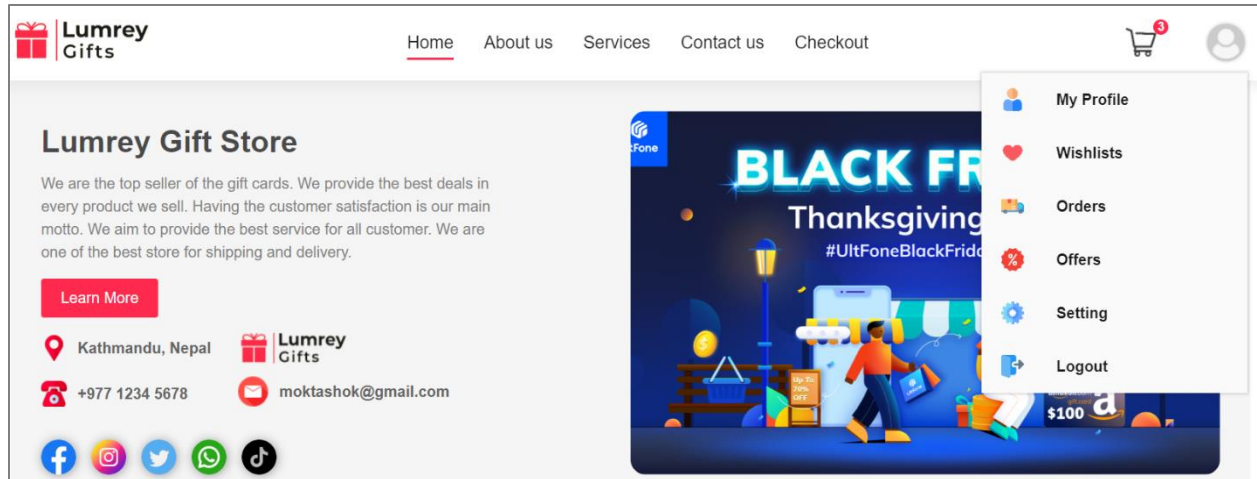 Lumrey
Gifts
Home About us Services Contact us Checkout
3
My Profile
Wishlists
Orders
Offers
Setting
Logout
Lumrey Gift Store
We are the top seller of the gift cards. We provide the best deals in
every product we sell. Having the customer satisfaction is our main
motto. We aim to provide the best service for all customer. We are
one of the best store for shipping and delivery.
Learn More
Kathmandu, Nepal
Lumrey
Gifts
+977 1234 5678
moktashok@gmail.com
tFone
BLACK FR
Thanksgiving
#UltFoneBlackFrid
Up To
70%
OFF
$100
a